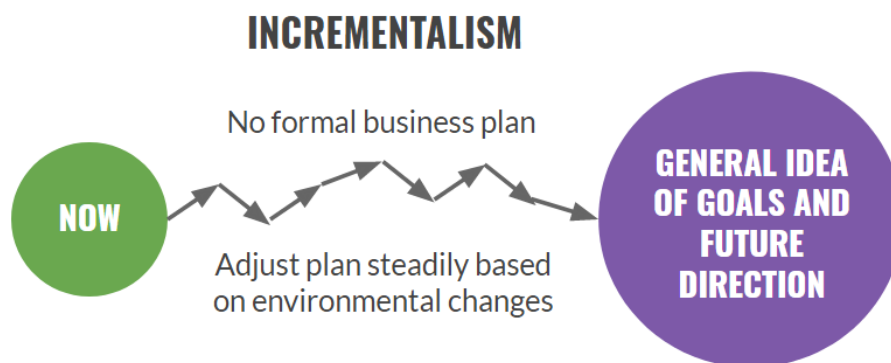 INCREMENTALISM
No formal business plan
NOW
Adjust plan steadily based
on environmental changes
GENERAL IDEA
OF GOALS AND
FUTURE
DIRECTION